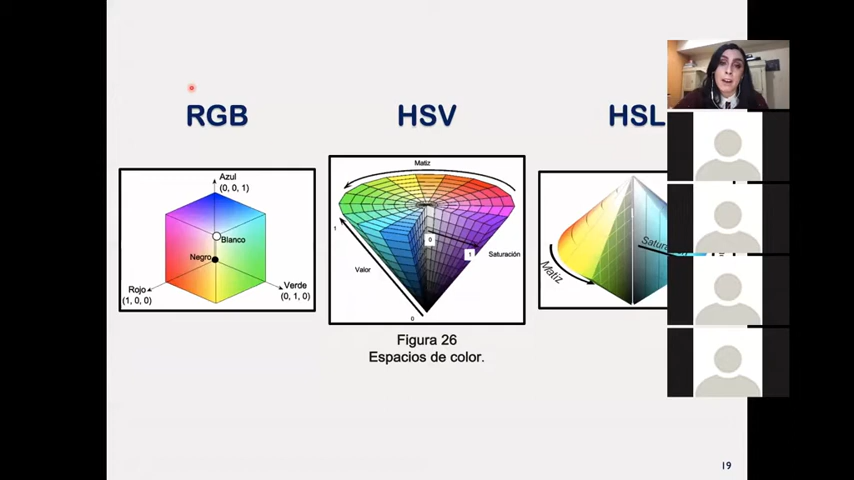 RGB
HSV
HSL
Azul
(0, 0, 1)
Blanco
Negro
Rojo
(1, 0, 0)
Verde
(0, 1, 0)
Matiz
1
0
1
Saturación
Valor
0
Matiz
Figura 26
Espacios de color.
19